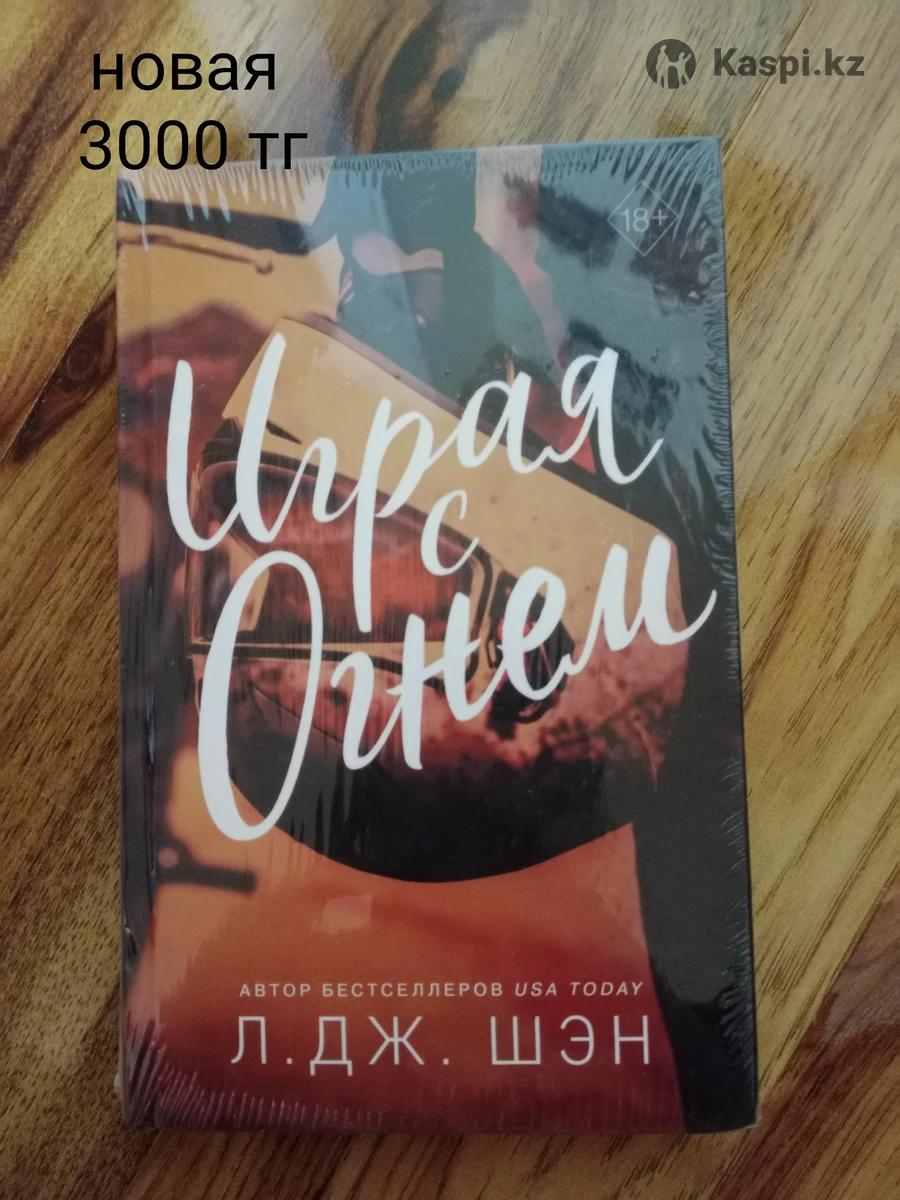 новая
3000 тг
Kaspi.kz
18+
Играя
с
Огнем
АВТОР БЕСТСЕЛЛЕРОВ USA TODAY
Л.ДЖ. ШЭН